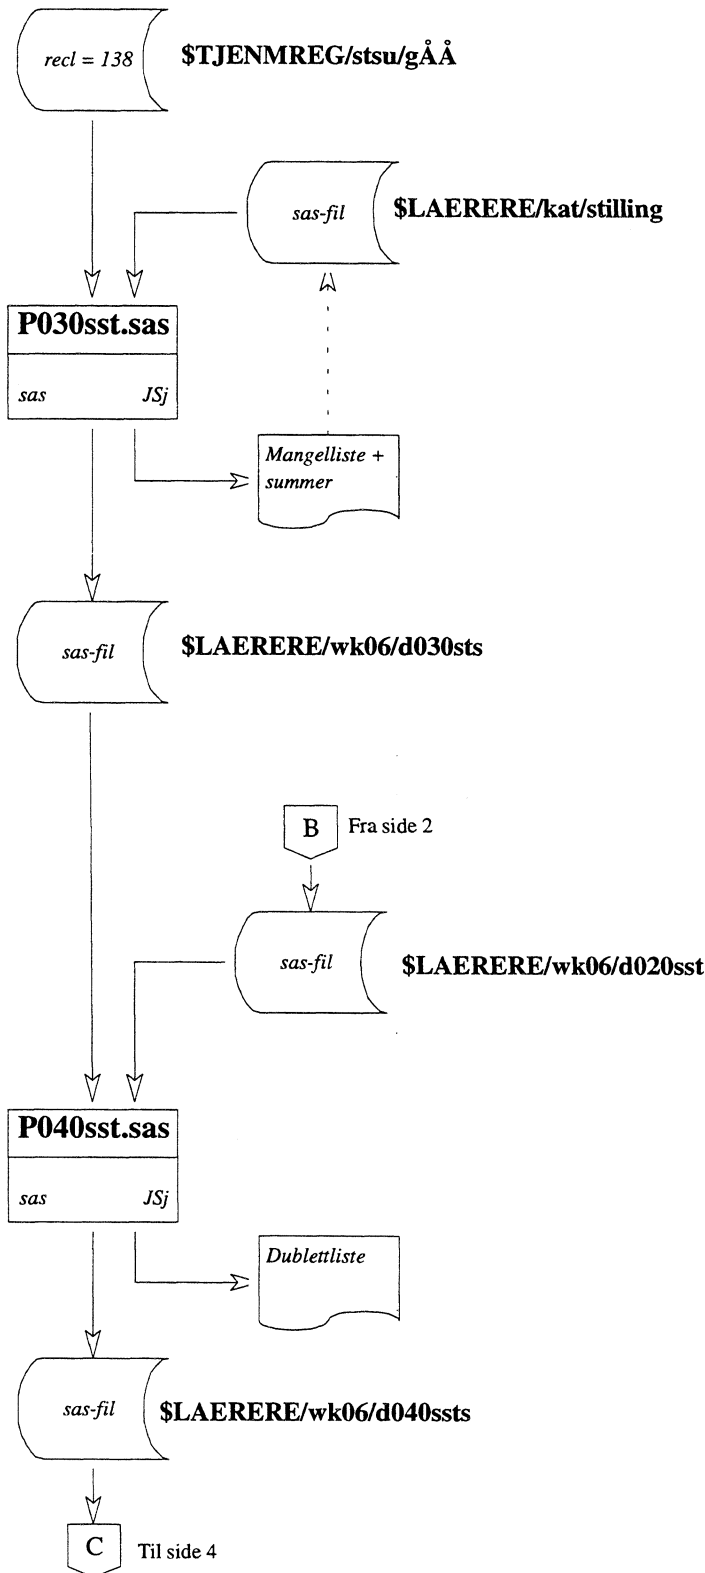 recl = 138
$TJENMREG/stsu/gÅÅ
sas-fil
$LAERERE/kat/stilling
P030sst.sas
sas JSj
Mangelliste +
summer
sas-fil
$LAERERE/wk06/d030sts
B
Fra side 2
sas-fil
$LAERERE/wk06/d020sst
P040sst.sas
sas JSj
Dublettliste
sas-fil
$LAERERE/wk06/d040ssts
C
Til side 4